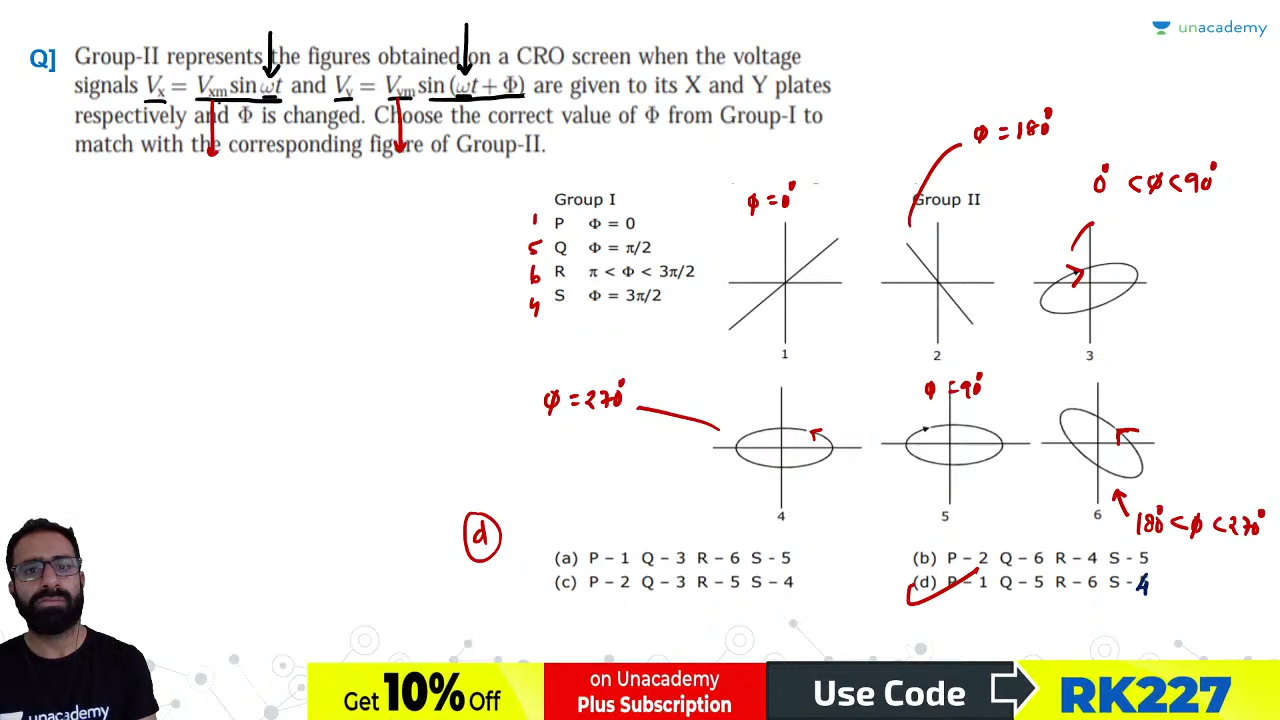 unacademy
Q] Group-II represents the figures obtained on a CRO screen when the voltage
signals Vx = Vxm sin ωt and Vy = Vym sin (ωt + Φ) are given to its X and Y plates
respectively and Φ is changed. Choose the correct value of Φ from Group-I to
match with the corresponding figure of Group-II.
ϕ = 180°
0° < ϕ < 90°
Group I
ϕ = 0°
Group II
1 P Φ = 0
5 Q Φ = π/2
6 R π < Φ < 3π/2
4 S Φ = 3π/2
1
2
3
ϕ = 270°
ϕ = 90°
4
5
6
180° < ϕ < 270°
d
(a) P – 1 Q – 3 R – 6 S - 5
(b) P – 2 Q – 6 R – 4 S - 5
(c) P – 2 Q – 3 R – 5 S – 4
(d) P – 1 Q – 5 R – 6 S - 4
Get 10% Off
on Unacademy
Plus Subscription
Use Code
RK227
unacademy